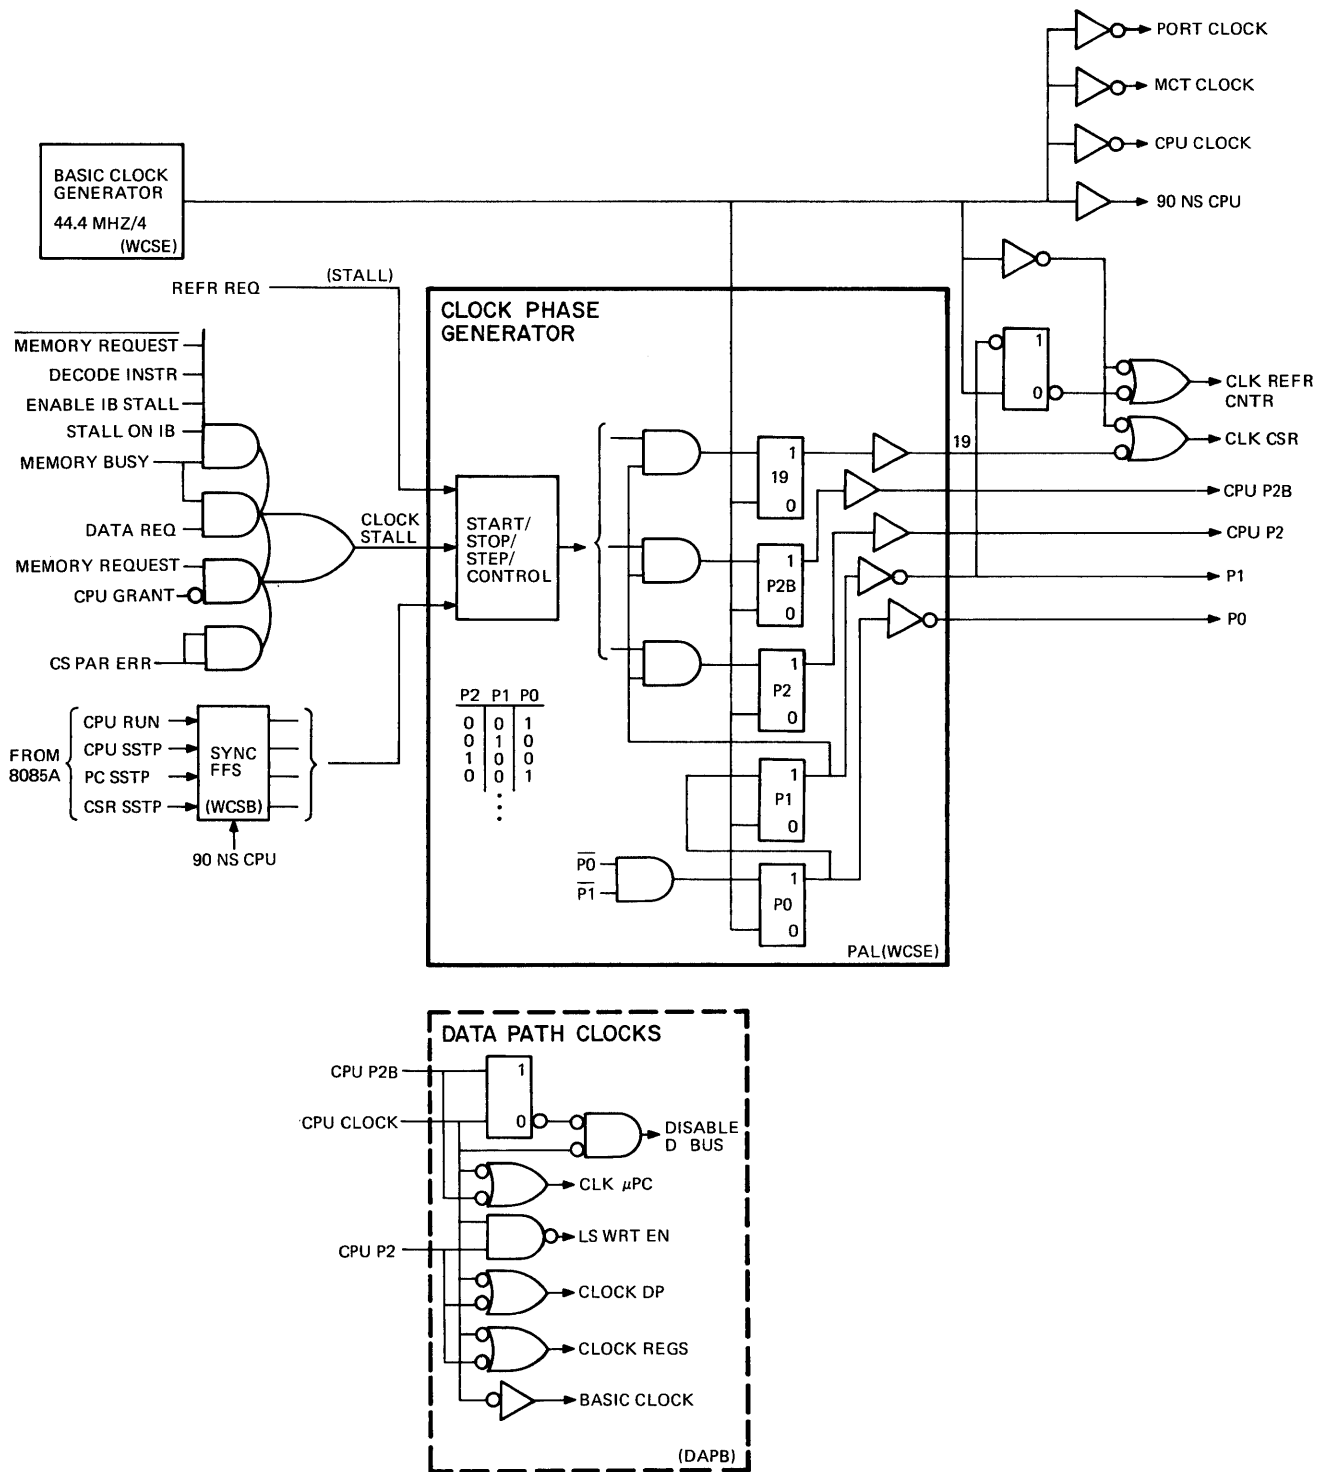 PORT CLOCK
MCT CLOCK
CPU CLOCK
90 NS CPU
BASIC CLOCK
GENERATOR
44.4 MHZ/4
(WCSE)
REFR REQ
(STALL)
MEMORY REQUEST
DECODE INSTR
ENABLE IB STALL
STALL ON IB
MEMORY BUSY
DATA REQ
MEMORY REQUEST
CPU GRANT
CS PAR ERR
CLOCK
STALL
FROM
8085A
CPU RUN
CPU SSTP
PC SSTP
CSR SSTP
SYNC
FFS
(WCSB)
90 NS CPU
CLOCK PHASE
GENERATOR
START/
STOP/
STEP/
CONTROL
P2 P1 P0
0 0 1
0 1 0
1 0 0
0 0 1
P0
P1
1
19
0
1
P2B
0
1
P2
0
1
P1
0
1
P0
0
PAL(WCSE)
19
1
0
CLK REFR
CNTR
CLK CSR
CPU P2B
CPU P2
P1
P0
DATA PATH CLOCKS
CPU P2B
CPU CLOCK
CPU P2
1
0
DISABLE
D BUS
CLK μPC
LS WRT EN
CLOCK DP
CLOCK REGS
BASIC CLOCK
(DAPB)